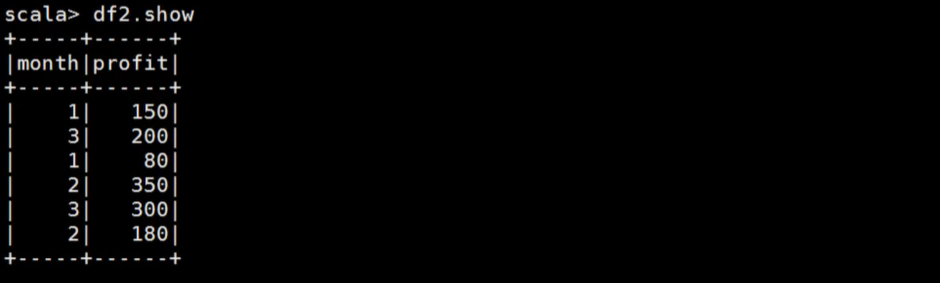 scala> df2.show
+-----+------+
|month|profit|
+-----+------+
|    1|   150|
|    3|   200|
|    1|    80|
|    2|   350|
|    3|   300|
|    2|   180|
+-----+------+